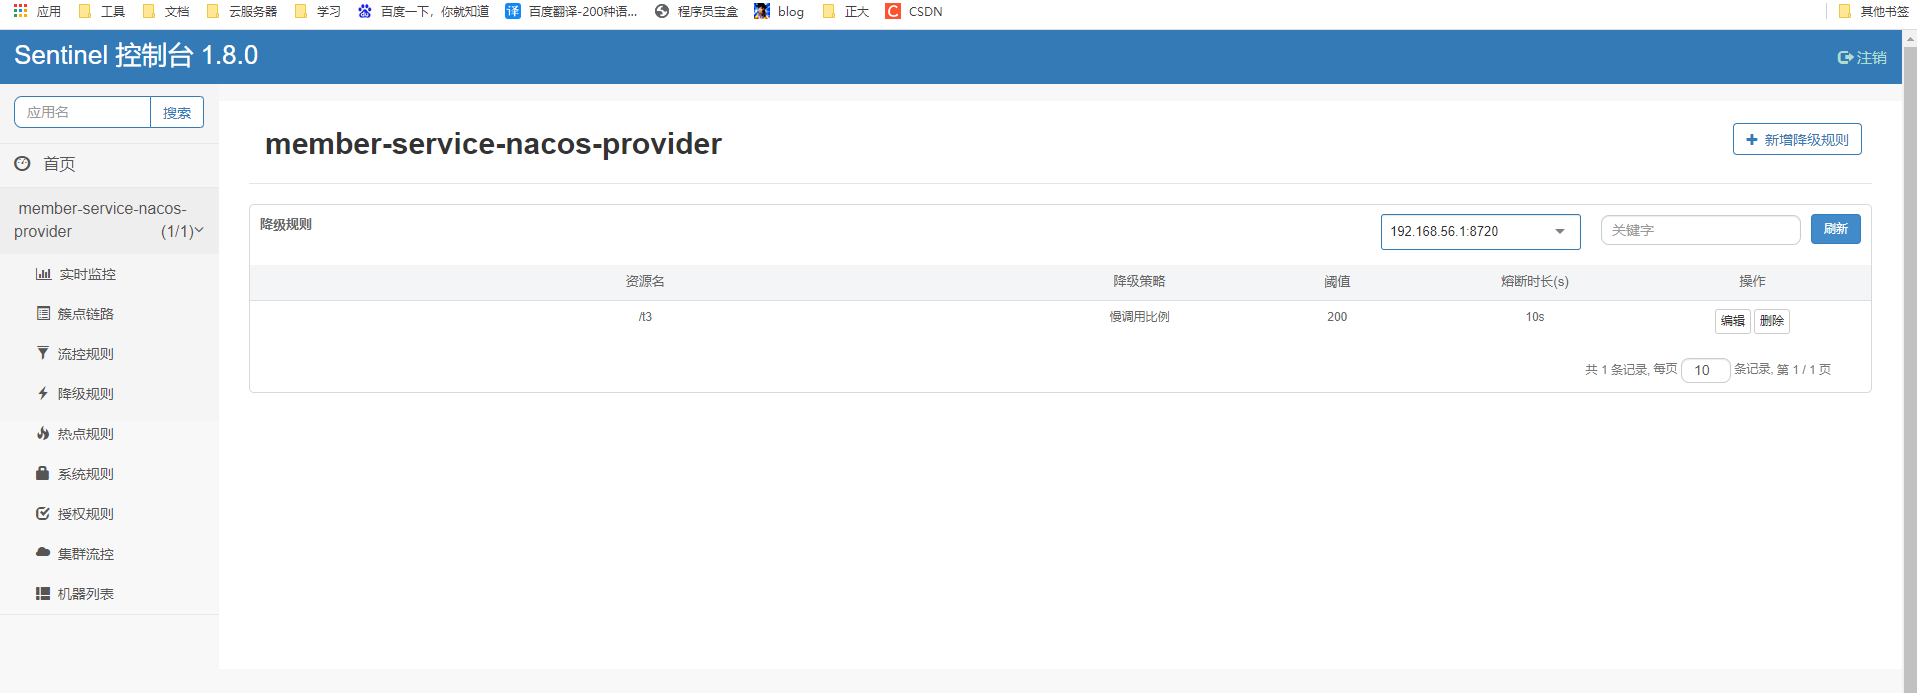 应用 工具 文档 云服务器 学习 百度一下，你就知道 百度翻译-200种语... 程序员宝盒 blog 正大 CSDN 其他书签
Sentinel 控制台 1.8.0 注销
应用名 搜索
首页
member-service-nacos-provider (1/1)
实时监控
簇点链路
流控规则
降级规则
热点规则
系统规则
授权规则
集群流控
机器列表
member-service-nacos-provider 新增降级规则
降级规则 192.168.56.1:8720 关键字 刷新
资源名 降级策略 阈值 熔断时长(s) 操作
/t3 慢调用比例 200 10s 编辑 删除
共 1 条记录, 每页 10 条记录, 第 1 / 1 页